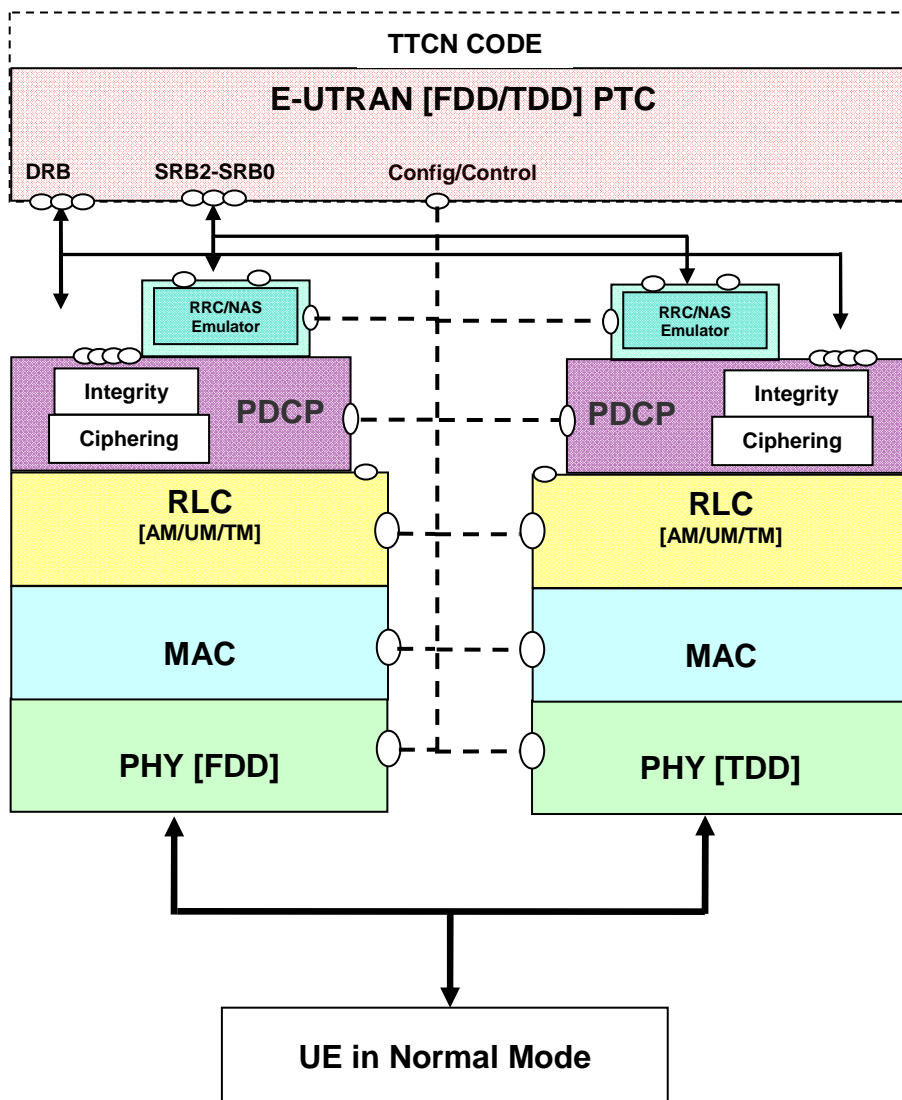 TTCN CODE
E-UTRAN [FDD/TDD] PTC
DRB
SRB2-SRB0
Config/Control
RRC/NAS
Emulator
RRC/NAS
Emulator
Integrity
Ciphering
PDCP
PDCP
Integrity
Ciphering
RLC
[AM/UM/TM]
RLC
[AM/UM/TM]
MAC
MAC
PHY [FDD]
PHY [TDD]
UE in Normal Mode